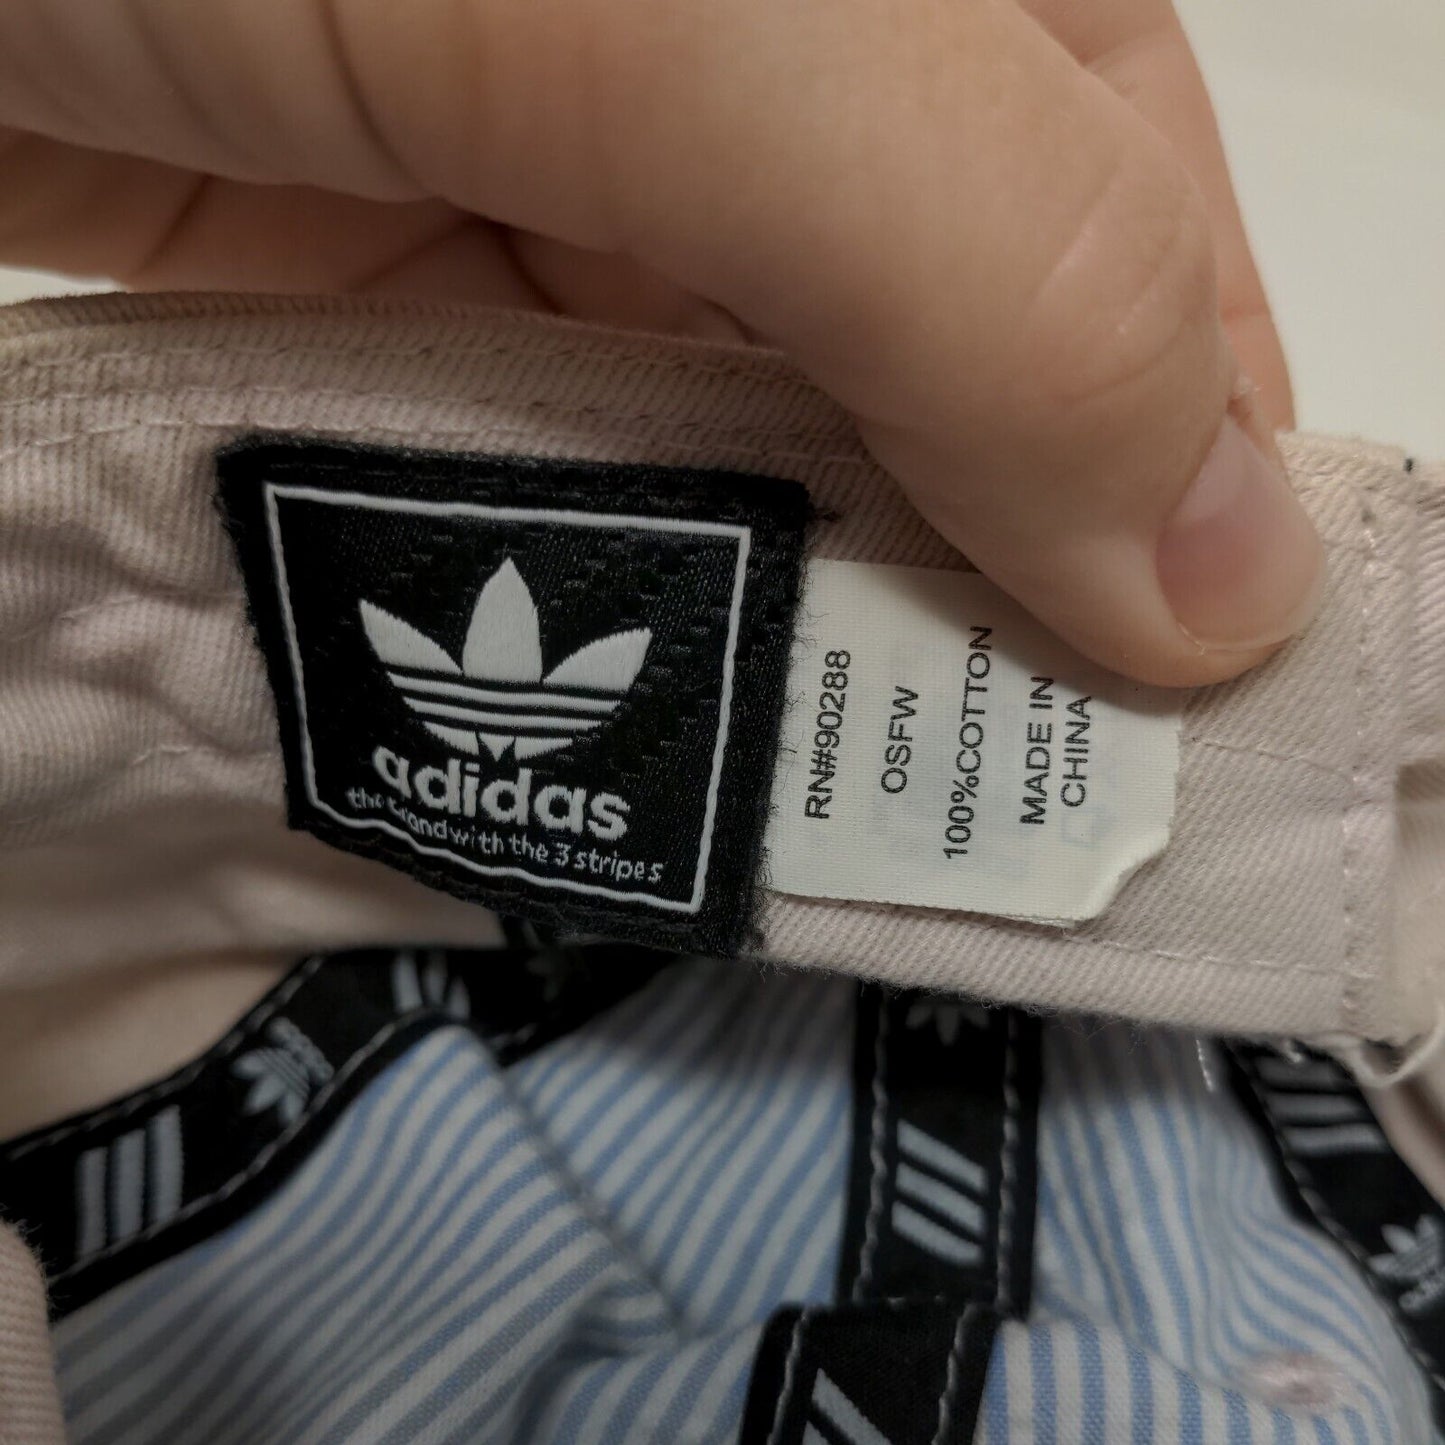 adidas
the brand with the 3 stripes
RN#90288
OSFW
100%COTTON
MADE IN
CHINA